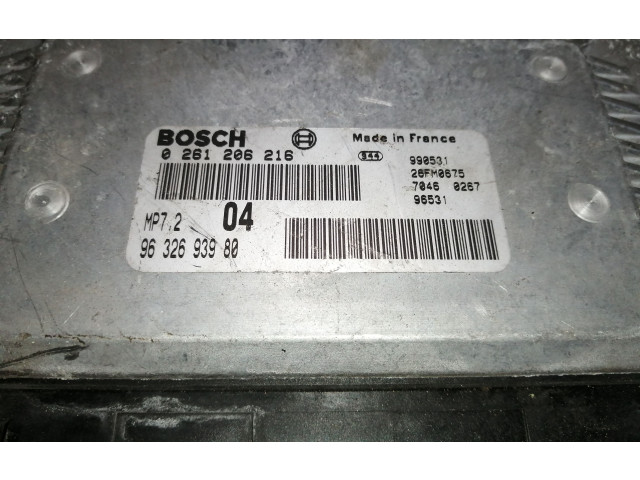 BOSCH Made in France
0 261 206 216 S44 990531
26FM0675
7046 0267
MP7.2 04 96531
96 326 939 80